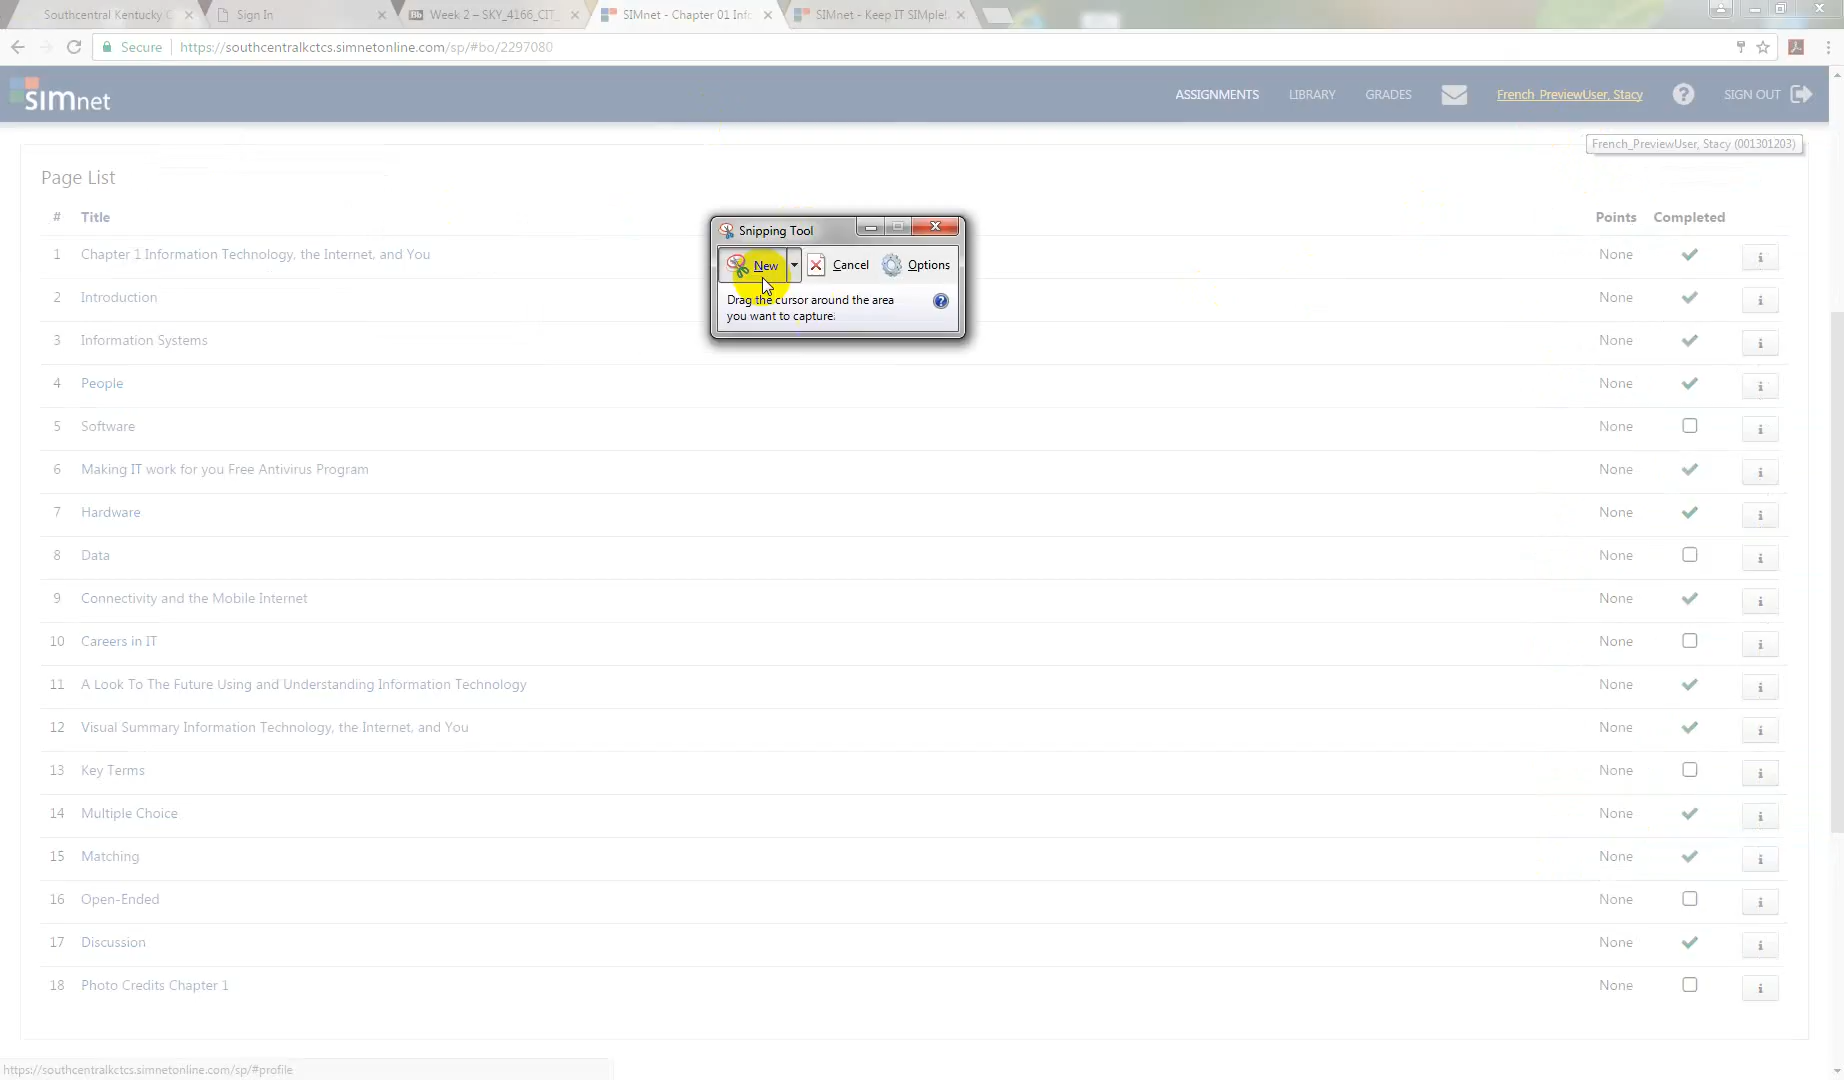 Southcentral Kentucky C
Sign In
Bb Week 2 – SKY_4166_CIT_
SIMnet - Chapter 01 Info
SIMnet - Keep IT SIMple!
Secure https://southcentralkctcs.simnetonline.com/sp/#bo/2297080
simnet
ASSIGNMENTS LIBRARY GRADES French_PreviewUser, Stacy ? SIGN OUT
French_PreviewUser, Stacy (001301203)
Page List
# Title Points Completed
1 Chapter 1 Information Technology, the Internet, and You None i
2 Introduction None i
3 Information Systems None i
4 People None i
5 Software None i
6 Making IT work for you Free Antivirus Program None i
7 Hardware None i
8 Data None i
9 Connectivity and the Mobile Internet None i
10 Careers in IT None i
11 A Look To The Future Using and Understanding Information Technology None i
12 Visual Summary Information Technology, the Internet, and You None i
13 Key Terms None i
14 Multiple Choice None i
15 Matching None i
16 Open-Ended None i
17 Discussion None i
18 Photo Credits Chapter 1 None i
Snipping Tool
New Cancel Options
Drag the cursor around the area
you want to capture.
?
https://southcentralkctcs.simnetonline.com/sp/#profile